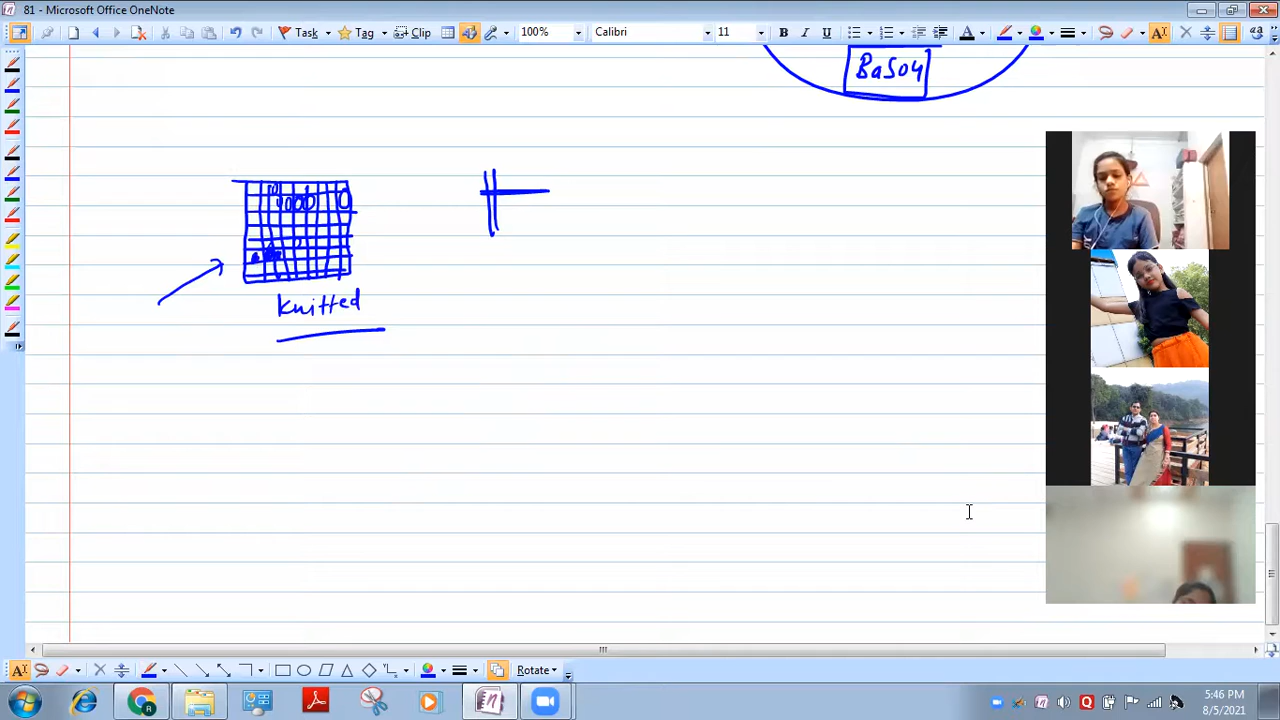 81 - Microsoft Office OneNote
Task Tag Clip 100% Calibri 11 B I U A
BaSO4
knitted
Rotate
5:46 PM
8/5/2021